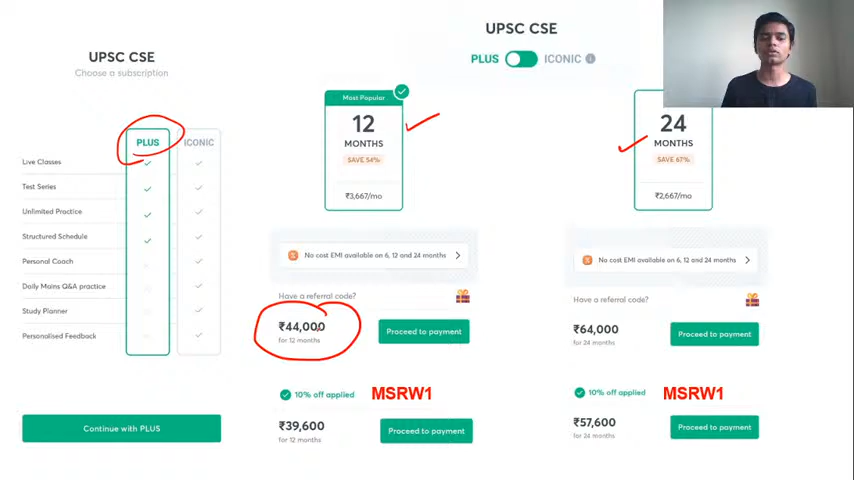 UPSC CSE
Choose a subscription
PLUS
ICONIC
Live Classes
Test Series
Unlimited Practice
Structured Schedule
Personal Coach
Daily Mains Q&A practice
Study Planner
Personalised Feedback
Continue with PLUS
UPSC CSE
PLUS ICONIC
Most Popular
12
MONTHS
SAVE 54%
₹3,667/mo
No cost EMI available on 6, 12 and 24 months
Have a referral code?
₹44,000
for 12 months
Proceed to payment
10% off applied MSRW1
₹39,600
for 12 months
Proceed to payment
24
MONTHS
SAVE 67%
₹2,667/mo
No cost EMI available on 6, 12 and 24 months
Have a referral code?
₹64,000
for 24 months
Proceed to payment
10% off applied MSRW1
₹57,600
for 24 months
Proceed to payment